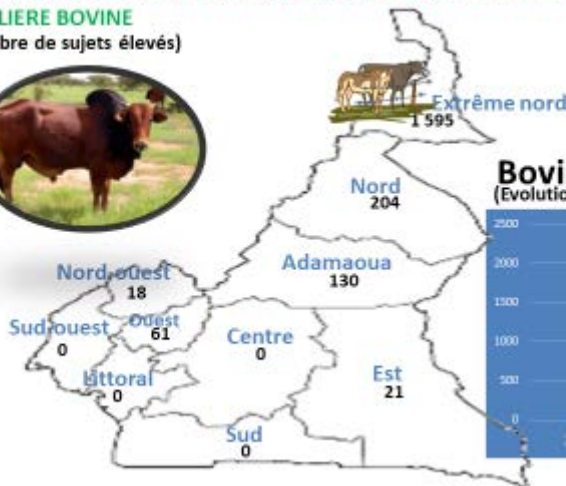 LIERE BOVINE
bre de sujets élevés)
Extrême nord
1 595
Bovi
(Evolutio
Nord
204
2500
2000
1500
1000
500
0
Adamaoua
130
Nord ouest
18
Sud ouest
0
Ouest
61
Centre
0
Littoral
0
Est
21
Sud
0